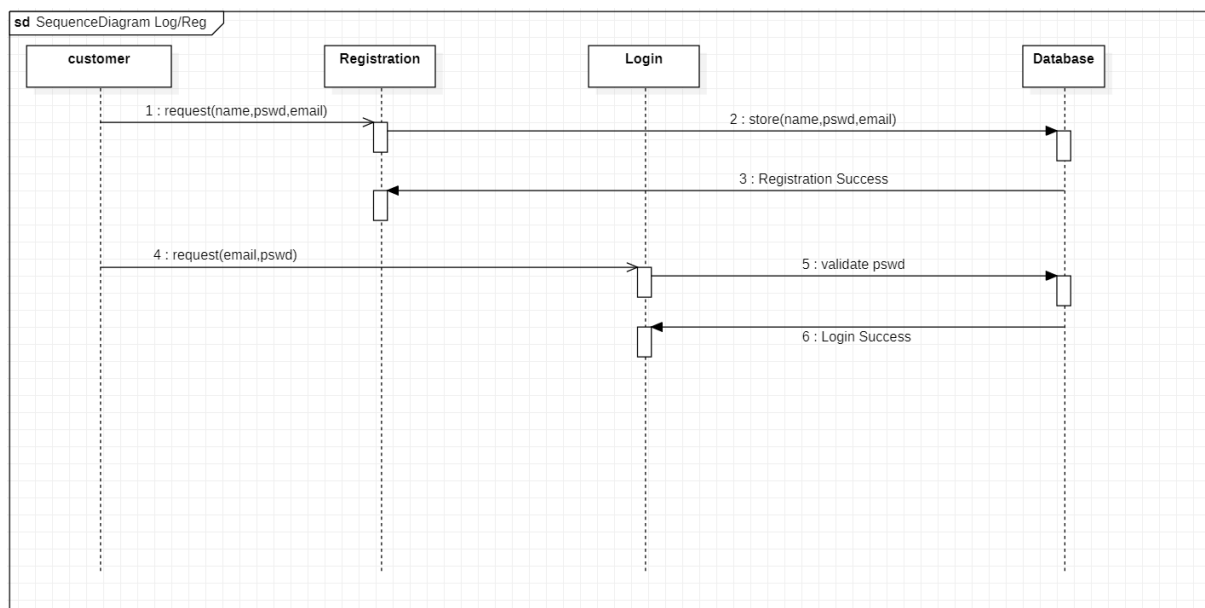 sd SequenceDiagram Log/Reg
customer
Registration
Login
Database
1 : request(name,pswd,email)
2 : store(name,pswd,email)
3 : Registration Success
4 : request(email,pswd)
5 : validate pswd
6 : Login Success